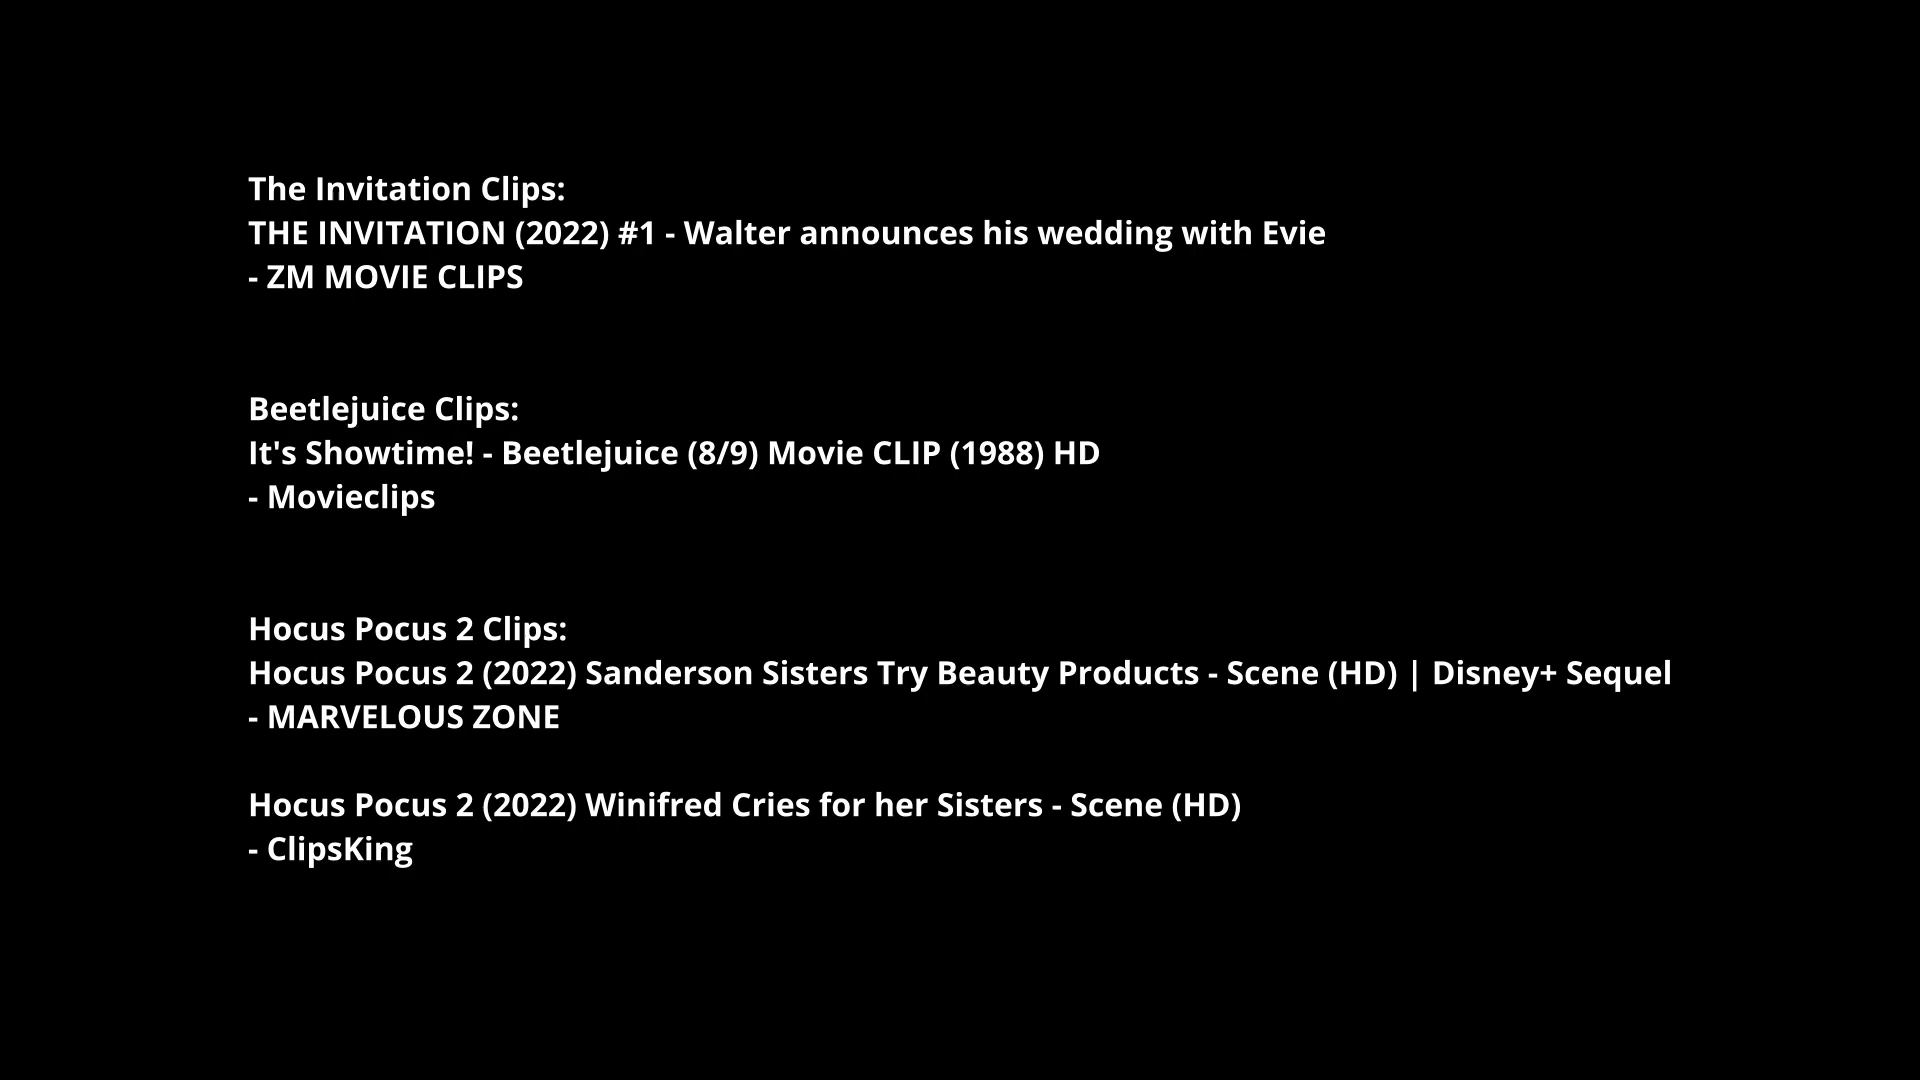 The Invitation Clips:
THE INVITATION (2022) #1 - Walter announces his wedding with Evie
- ZM MOVIE CLIPS
Beetlejuice Clips:
It's Showtime! - Beetlejuice (8/9) Movie CLIP (1988) HD
- Movieclips
Hocus Pocus 2 Clips:
Hocus Pocus 2 (2022) Sanderson Sisters Try Beauty Products - Scene (HD) | Disney+ Sequel
- MARVELOUS ZONE
Hocus Pocus 2 (2022) Winifred Cries for her Sisters - Scene (HD)
- ClipsKing